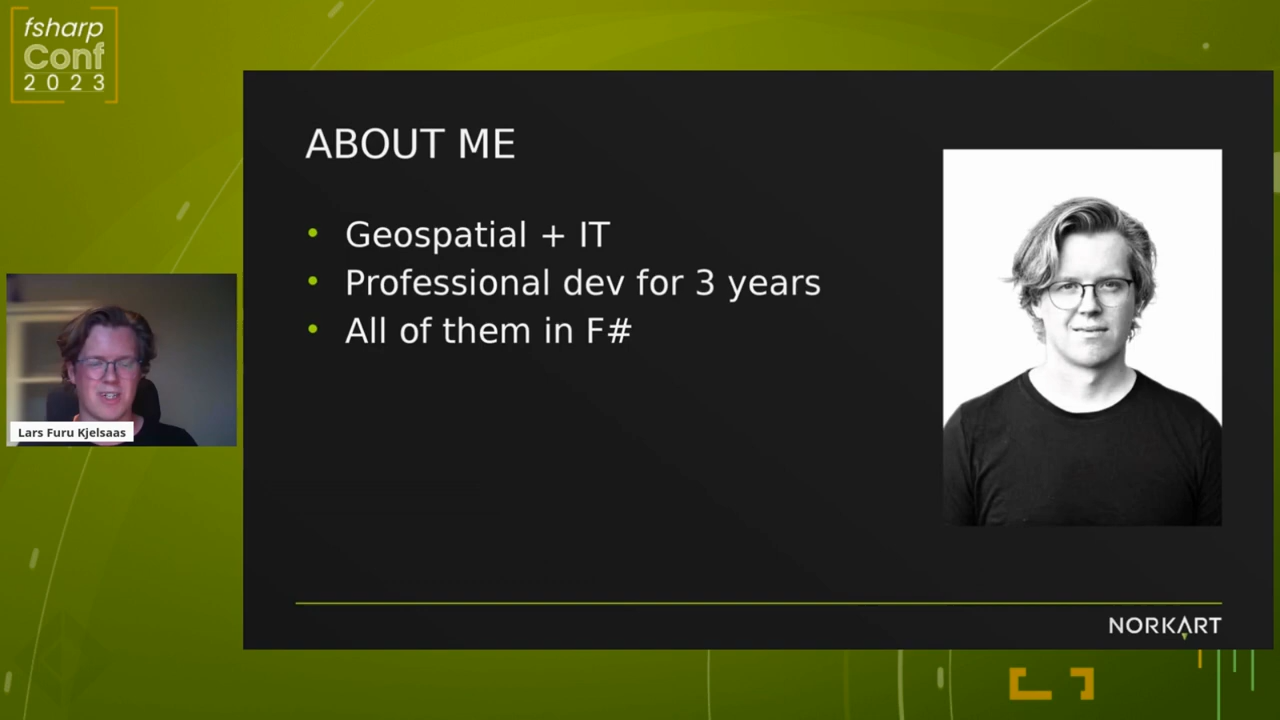 fsharp
Conf
2023
ABOUT ME
• Geospatial + IT
• Professional dev for 3 years
• All of them in F#
Lars Furu Kjelsaas
NORKART